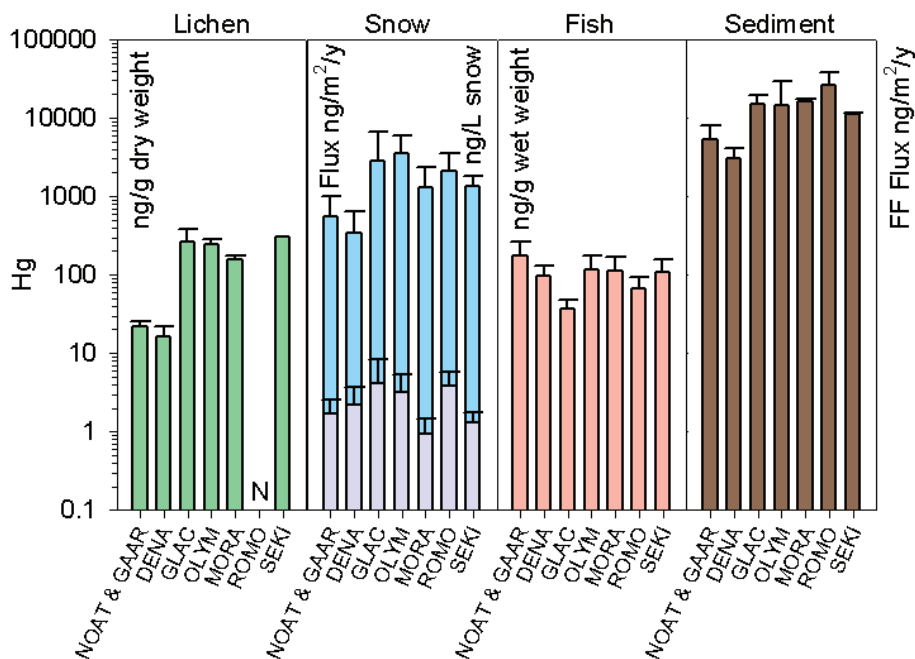 Lichen Snow Fish Sediment
100000
10000
1000
100
10
1
0.1
Hg
ng/g dry weight
Flux ng/m²/y
ng/L snow
ng/g wet weight
FF Flux ng/m²/y
N
NOAT & GAAR
DENA
GLAC
OLYM
MORA
ROMO
SEKI
NOAT & GAAR
DENA
GLAC
OLYM
MORA
ROMO
SEKI
NOAT & GAAR
DENA
GLAC
OLYM
MORA
ROMO
SEKI
NOAT & GAAR
DENA
GLAC
OLYM
MORA
ROMO
SEKI